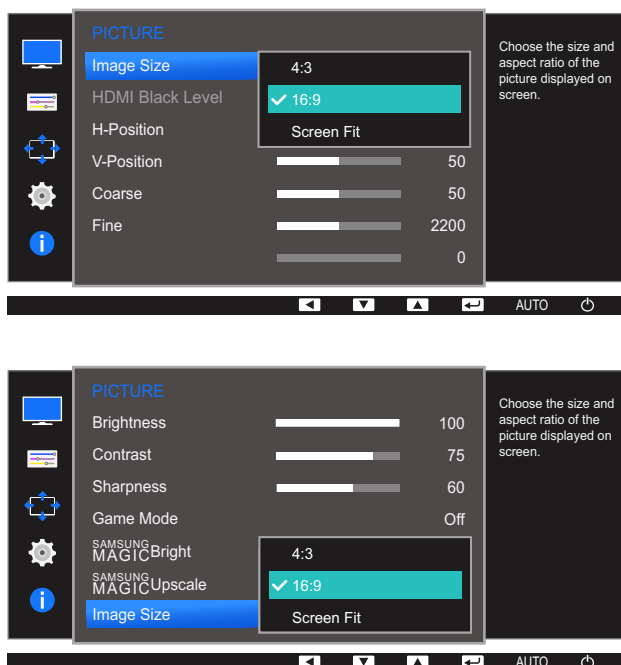 PICTURE
Image Size
4:3
Choose the size and
aspect ratio of the
picture displayed on
screen.
HDMI Black Level
16:9
H-Position
Screen Fit
V-Position 50
Coarse 50
Fine 2200
0
AUTO
PICTURE
Brightness 100
Choose the size and
aspect ratio of the
picture displayed on
screen.
Contrast 75
Sharpness 60
Game Mode Off
SAMSUNG
MAGICBright
4:3
SAMSUNG
MAGICUpscale
16:9
Image Size
Screen Fit
AUTO